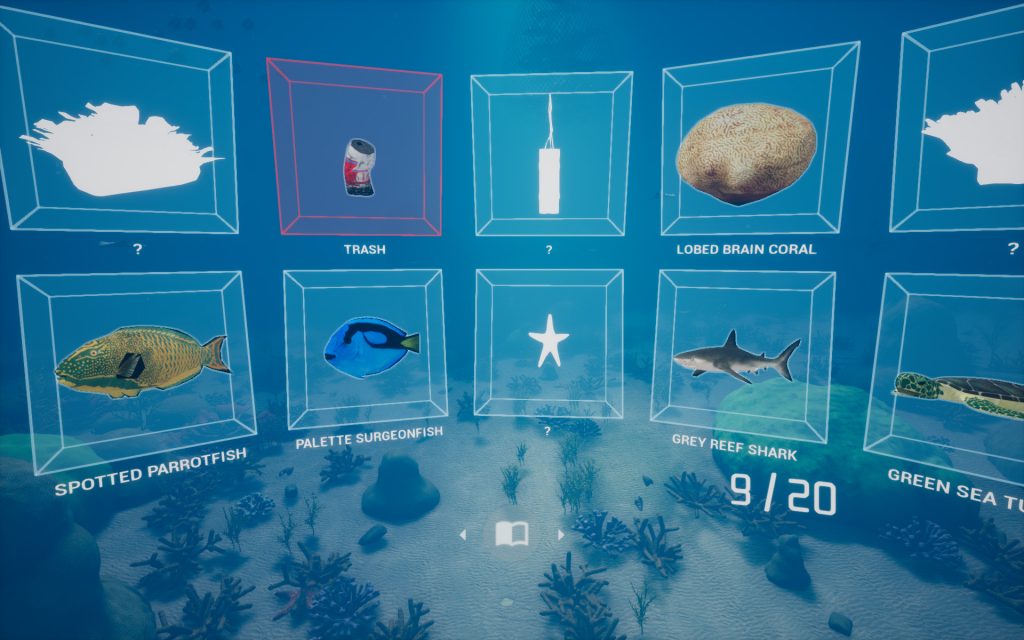 ?
TRASH
?
LOBED BRAIN CORAL
?
SPOTTED PARROTFISH
PALETTE SURGEONFISH
?
GREY REEF SHARK
GREEN SEA TU
9/20